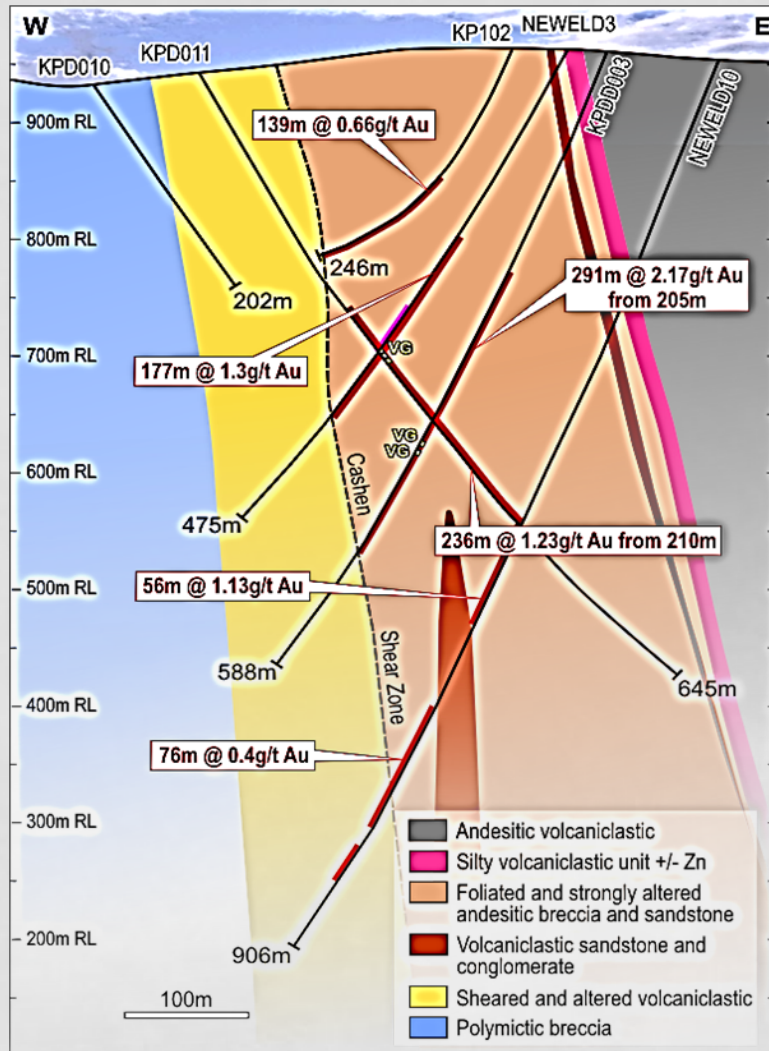 W
E
KPD010
KPD011
KP102
NEWELD3
KPDD003
NEWELD10
900m RL
800m RL
700m RL
600m RL
500m RL
400m RL
300m RL
200m RL
139m @ 0.66g/t Au
246m
202m
291m @ 2.17g/t Au
from 205m
177m @ 1.3g/t Au
VG
VG
VG
Cashen
Shear Zone
475m
236m @ 1.23g/t Au from 210m
56m @ 1.13g/t Au
588m
645m
76m @ 0.4g/t Au
906m
100m
Andesitic volcaniclastic
Silty volcaniclastic unit +/- Zn
Foliated and strongly altered
andesitic breccia and sandstone
Volcaniclastic sandstone and
conglomerate
Sheared and altered volcaniclastic
Polymictic breccia